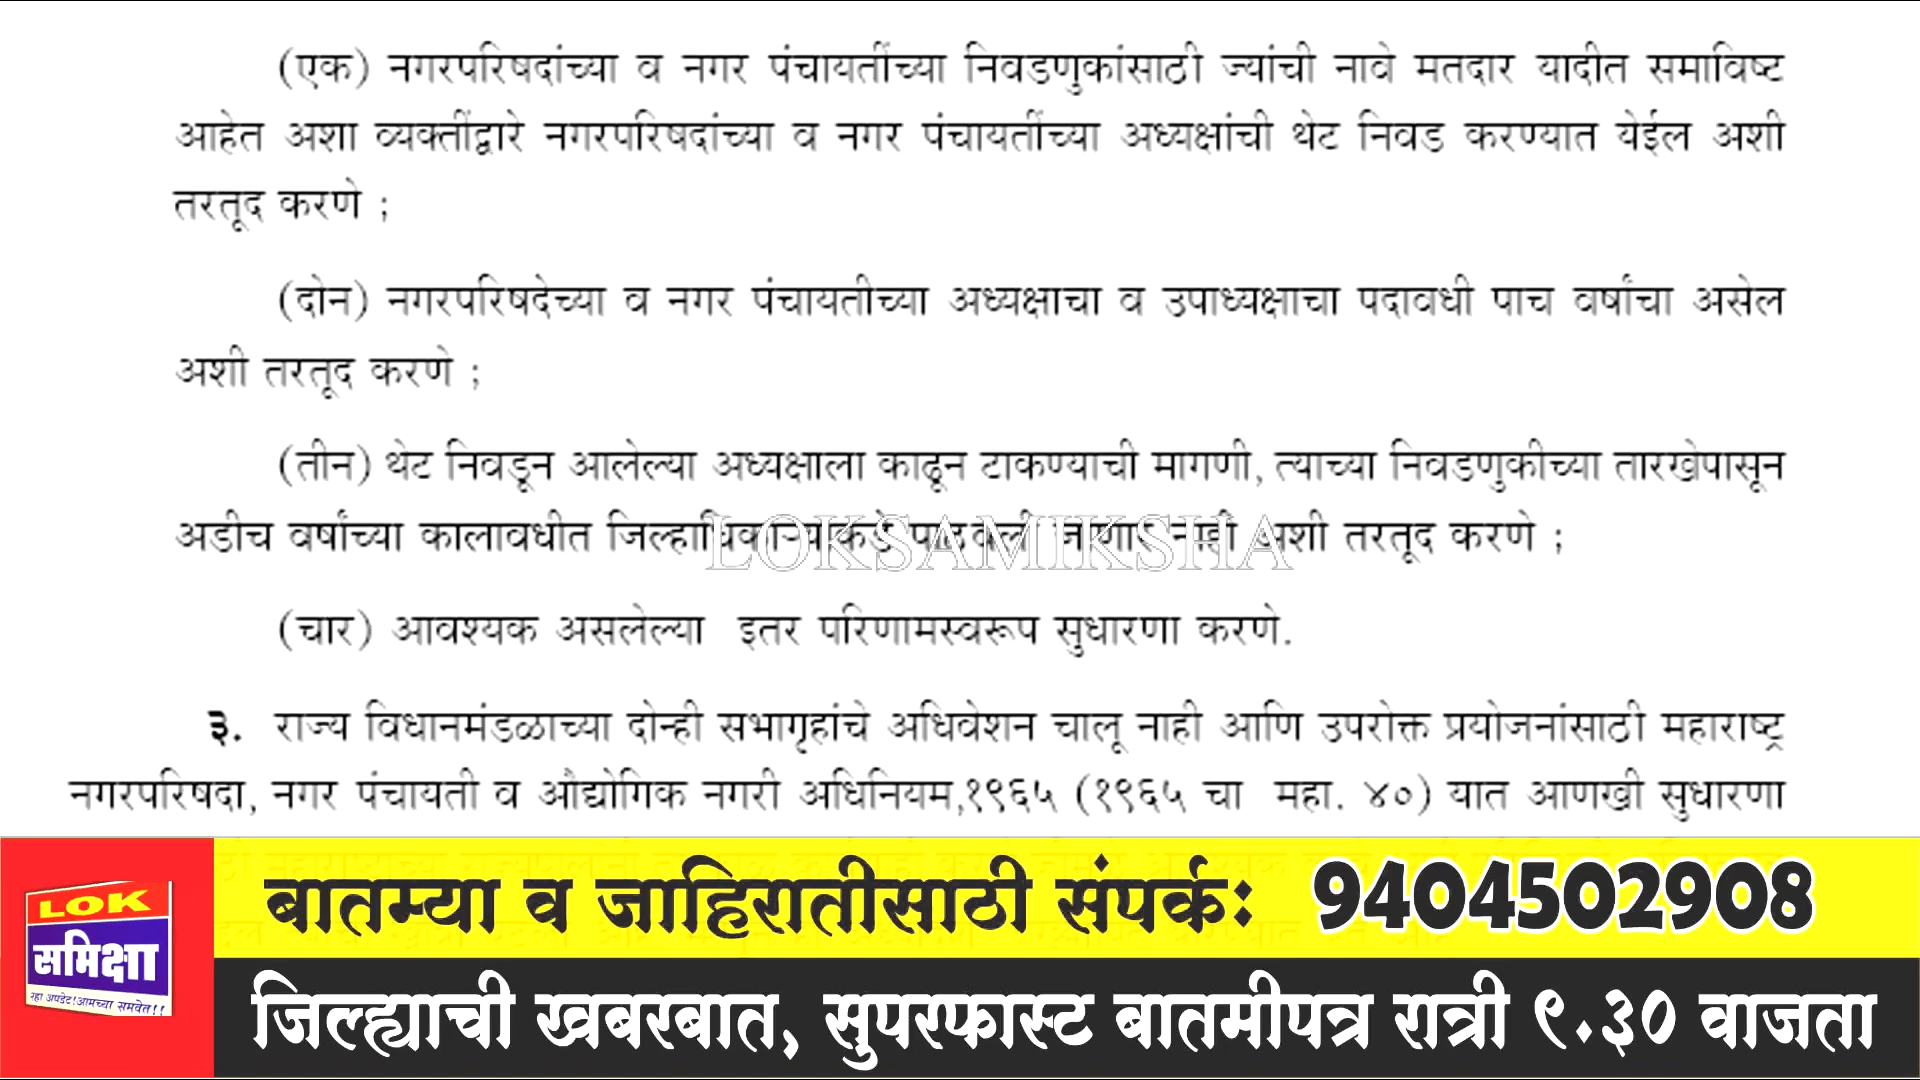 (एक) नगरपरिषदांच्या व नगर पंचायतींच्या निवडणुकांसाठी ज्यांची नावे मतदार यादीत समाविष्ट
आहेत अशा व्यक्तींद्वारे नगरपरिषदांच्या व नगर पंचायतींच्या अध्यक्षांची थेट निवड करण्यात येईल अशी
तरतूद करणे ;
(दोन) नगरपरिषदेच्या व नगर पंचायतीच्या अध्यक्षाचा व उपाध्यक्षाचा पदावधी पाच वर्षांचा असेल
अशी तरतूद करणे ;
(तीन) थेट निवडून आलेल्या अध्यक्षाला काढून टाकण्याची मागणी, त्याच्या निवडणुकीच्या तारखेपासून
अडीच वर्षांच्या कालावधीत जिल्हाधिकाऱ्यांकडे पाठवली जाणार नाही अशी तरतूद करणे ;
LOKSAMIKSHA
(चार) आवश्यक असलेल्या इतर परिणामस्वरूप सुधारणा करणे.
३. राज्य विधानमंडळाच्या दोन्ही सभागृहांचे अधिवेशन चालू नाही आणि उपरोक्त प्रयोजनांसाठी महाराष्ट्र
नगरपरिषदा, नगर पंचायती व औद्योगिक नगरी अधिनियम,१९६५ (१९६५ चा महा. ४०) यात आणखी सुधारणा
बातम्या व जाहिरातीसाठी संपर्कः 9404502908
LOK
समिक्षा
रहा अपडेट!आमच्या समवेत!!
जिल्ह्याची खबरबात, सुपरफास्ट बातमीपत्र रात्री ९.३० वाजता